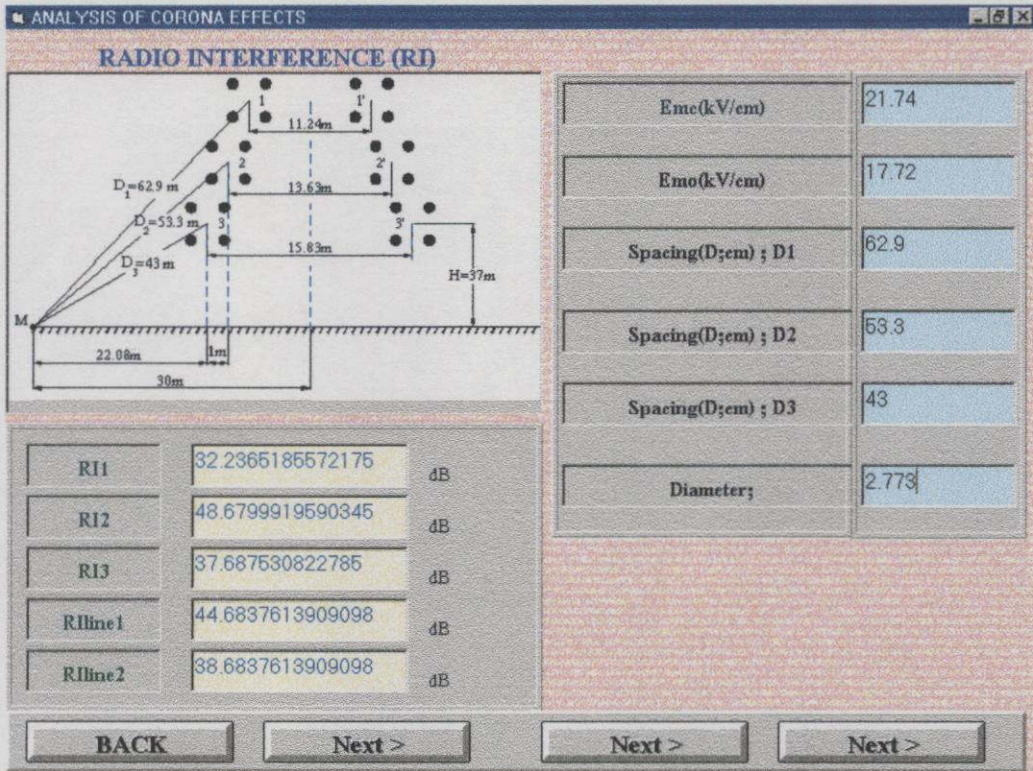 ANALYSIS OF CORONA EFFECTS
RADIO INTERFERENCE (RI)
1
1'
11.24m
2
2'
13.63m
D1=62.9 m
D2=53.3 m
3
3'
15.83m
D3=43 m
H=37m
M
22.08m
1m
30m
Emc(kV/cm)
21.74
Emo(kV/cm)
17.72
Spacing(D;cm) ; D1
62.9
Spacing(D;cm) ; D2
53.3
Spacing(D;cm) ; D3
43
Diameter;
2.773
RI1
32.2365185572175
dB
RI2
48.6799919590345
dB
RI3
37.687530822785
dB
RIline1
44.6837613909098
dB
RIline2
38.6837613909098
dB
BACK
Next >
Next >
Next >